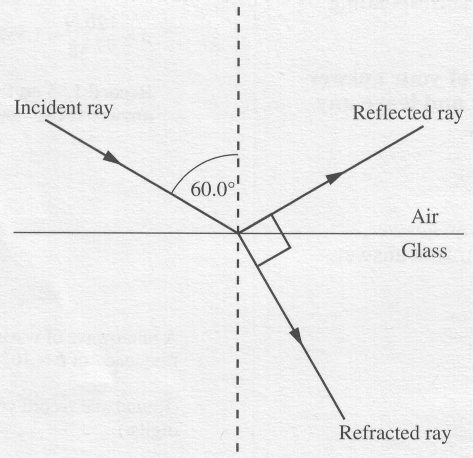 Incident ray
Reflected ray
60.0°
Air
Glass
Refracted ray